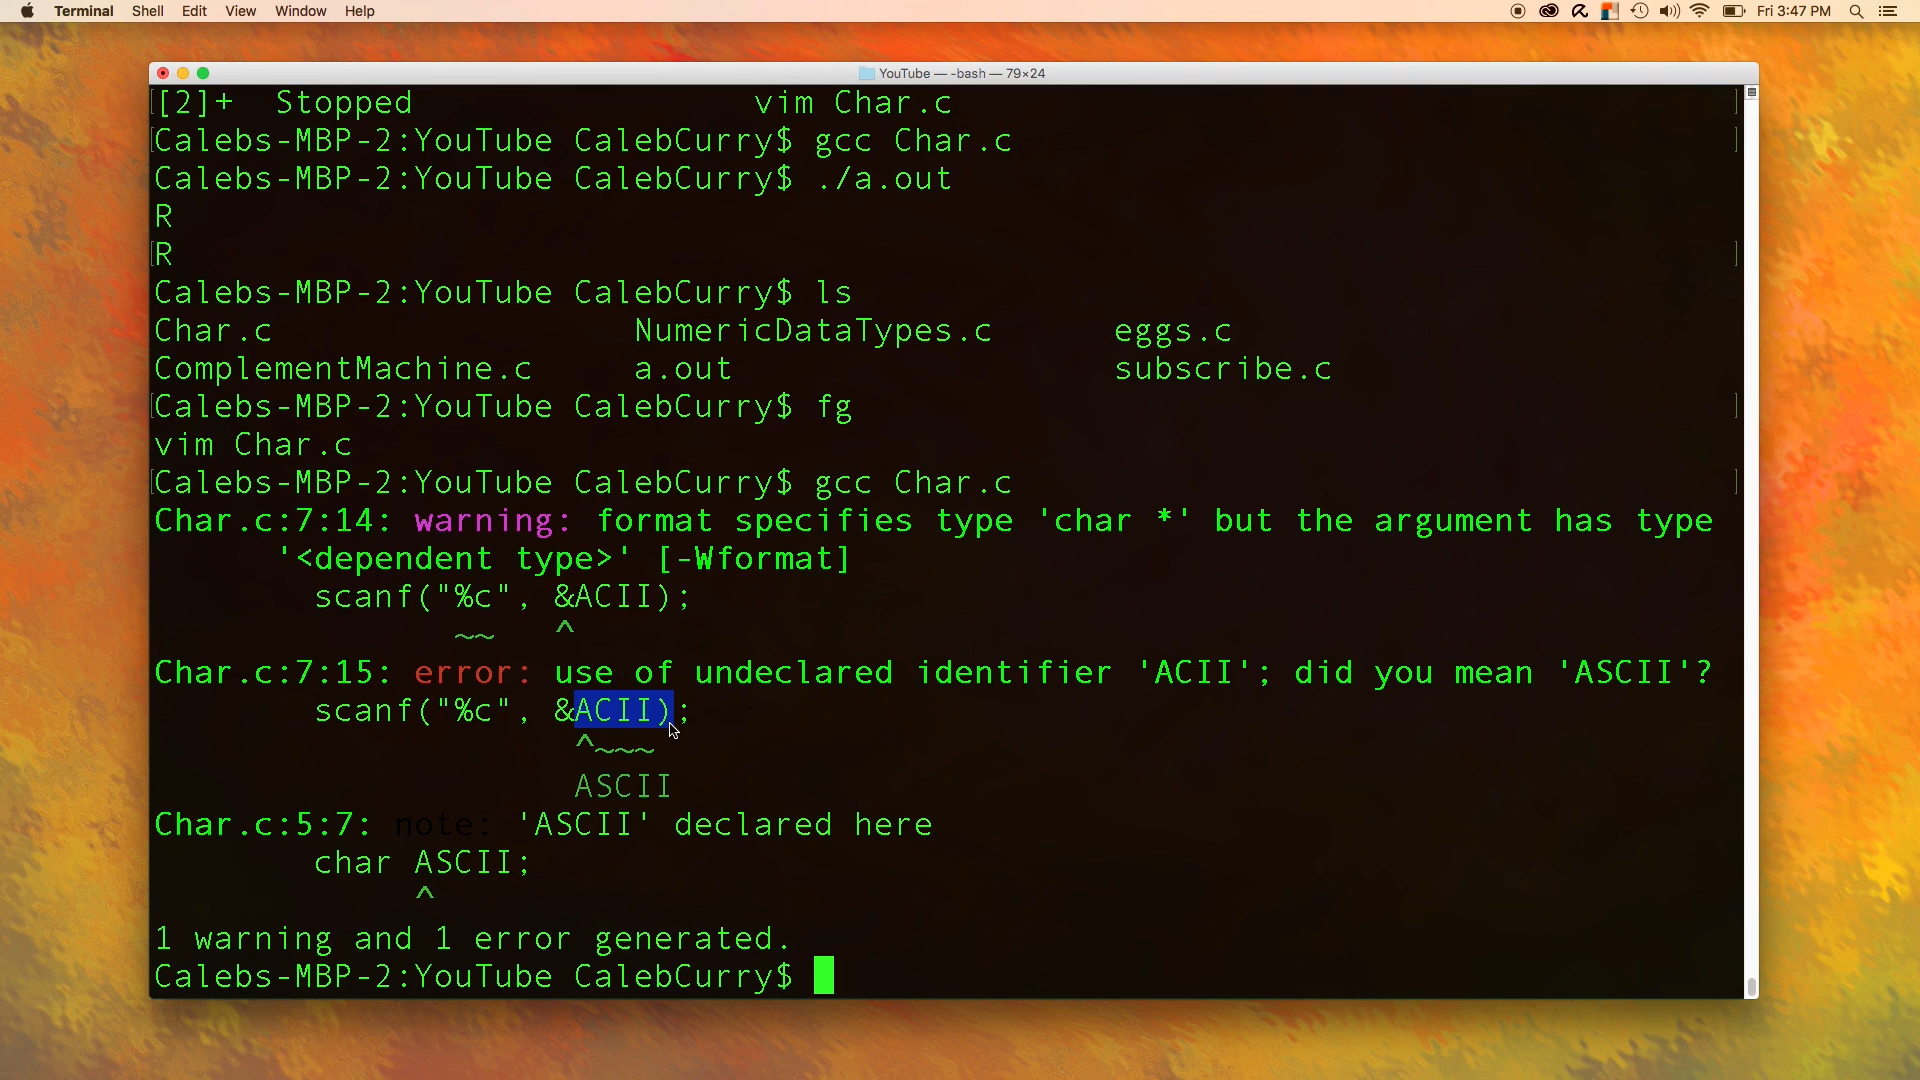 Terminal Shell Edit View Window Help Fri 3:47 PM
YouTube — -bash — 79×24
[[2]+  Stopped                 vim Char.c
[Calebs-MBP-2:YouTube CalebCurry$ gcc Char.c
Calebs-MBP-2:YouTube CalebCurry$ ./a.out
R
[R
Calebs-MBP-2:YouTube CalebCurry$ ls
Char.c                  NumericDataTypes.c      eggs.c
ComplementMachine.c     a.out                   subscribe.c
[Calebs-MBP-2:YouTube CalebCurry$ fg
vim Char.c
[Calebs-MBP-2:YouTube CalebCurry$ gcc Char.c
Char.c:7:14: warning: format specifies type 'char *' but the argument has type
      '<dependent type>' [-Wformat]
        scanf("%c", &ACII);
               ~~   ^
Char.c:7:15: error: use of undeclared identifier 'ACII'; did you mean 'ASCII'?
        scanf("%c", &ACII);
                     ^~~~
                     ASCII
Char.c:5:7: note: 'ASCII' declared here
        char ASCII;
             ^
1 warning and 1 error generated.
Calebs-MBP-2:YouTube CalebCurry$